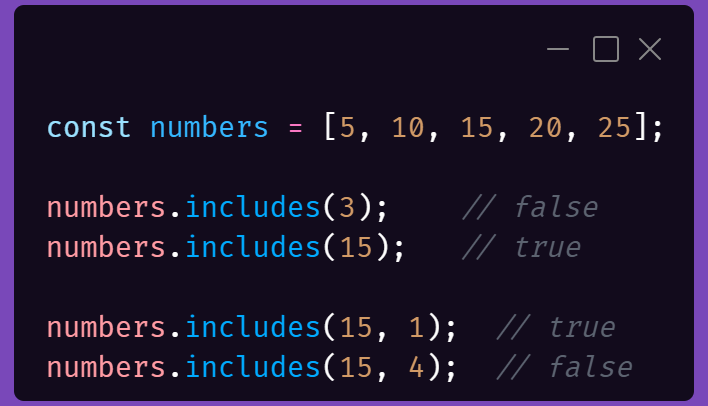 const numbers = [5, 10, 15, 20, 25];
numbers.includes(3); // false
numbers.includes(15); // true
numbers.includes(15, 1); // true
numbers.includes(15, 4); // false